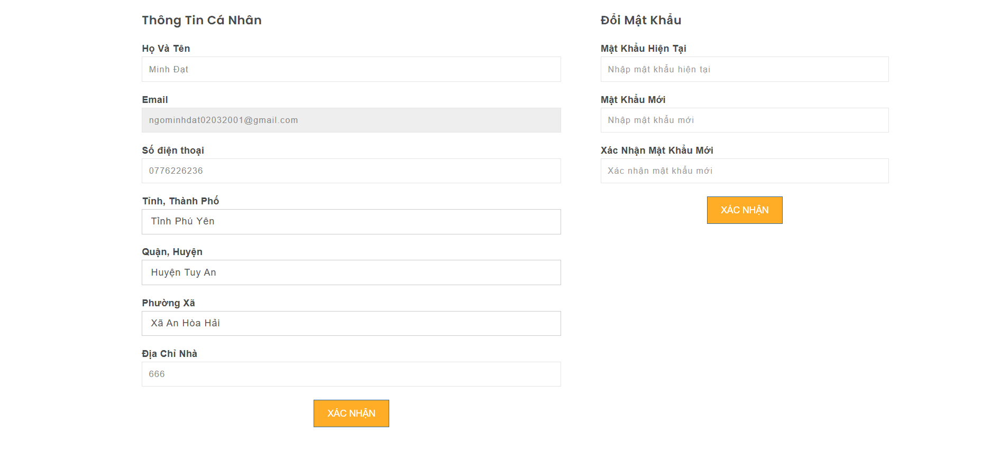 Thông Tin Cá Nhân
Họ Và Tên
Minh Đạt
Email
ngominhdat02032001@gmail.com
Số điện thoại
0776226236
Tỉnh, Thành Phố
Tỉnh Phú Yên
Quận, Huyện
Huyện Tuy An
Phường Xã
Xã An Hòa Hải
Địa Chỉ Nhà
666
XÁC NHẬN
Đổi Mật Khẩu
Mật Khẩu Hiện Tại
Nhập mật khẩu hiện tại
Mật Khẩu Mới
Nhập mật khẩu mới
Xác Nhận Mật Khẩu Mới
Xác nhận mật khẩu mới
XÁC NHẬN